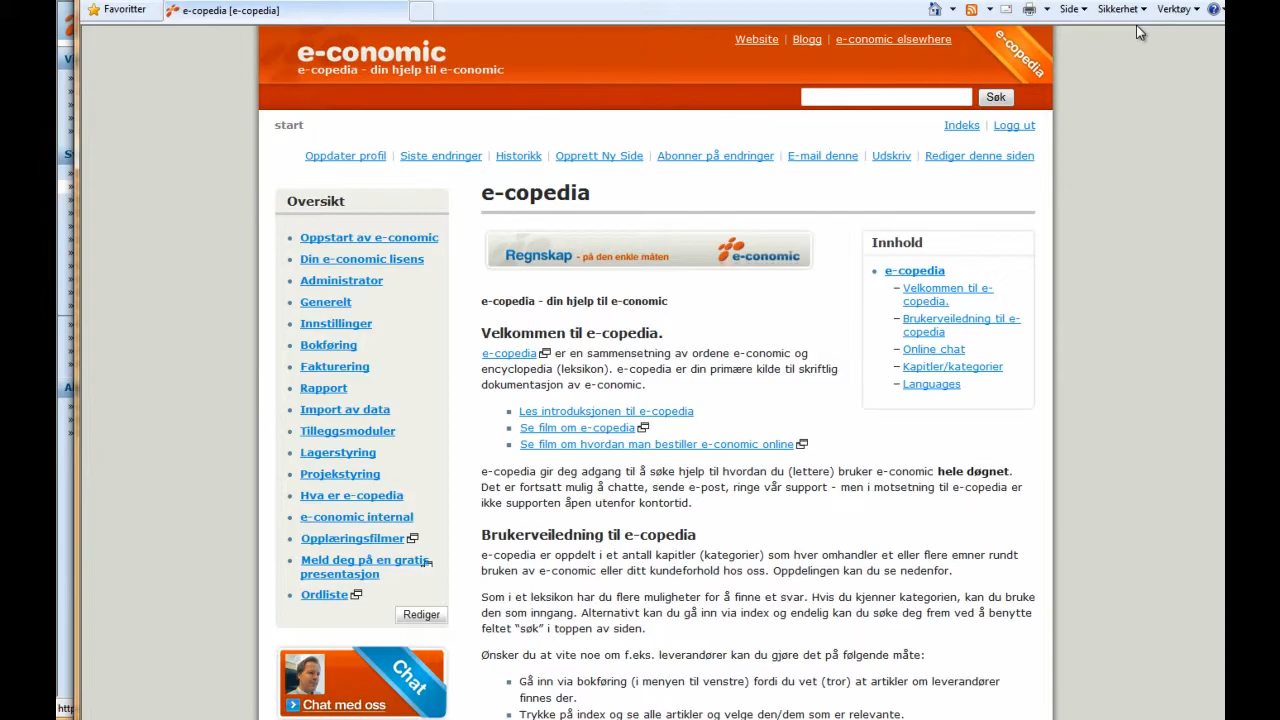 Favoritter
e-copedia [e-copedia]
Side
Sikkerhet
Verktøy
e-conomic
e-copedia - din hjelp til e-conomic
Website | Blogg | e-conomic elsewhere
e-copedia
Søk
start
Indeks | Logg ut
Oppdater profil | Siste endringer | Historikk | Opprett Ny Side | Abonner på endringer | E-mail denne | Udskriv | Rediger denne siden
Oversikt
Oppstart av e-conomic
Din e-conomic lisens
Administrator
Generelt
Innstillinger
Bokføring
Fakturering
Rapport
Import av data
Tilleggsmoduler
Lagerstyring
Projekstyring
Hva er e-copedia
e-conomic internal
Opplæringsfilmer
Meld deg på en gratis
presentasjon
Ordliste
Rediger
Chat
Chat med oss
e-copedia
Regnskap - på den enkle måten
e-conomic
e-copedia - din hjelp til e-conomic
Velkommen til e-copedia.
e-copedia er en sammensetning av ordene e-conomic og
encyclopedia (leksikon). e-copedia er din primære kilde til skriftlig
dokumentasjon av e-conomic.
Les introduksjonen til e-copedia
Se film om e-copedia
Se film om hvordan man bestiller e-conomic online
e-copedia gir deg adgang til å søke hjelp til hvordan du (lettere) bruker e-conomic hele døgnet.
Det er fortsatt mulig å chatte, sende e-post, ringe vår support - men i motsetning til e-copedia er
ikke supporten åpen utenfor kontortid.
Brukerveiledning til e-copedia
e-copedia er oppdelt i et antall kapitler (kategorier) som hver omhandler et eller flere emner rundt
bruken av e-conomic eller ditt kundeforhold hos oss. Oppdelingen kan du se nedenfor.
Som i et leksikon har du flere muligheter for å finne et svar. Hvis du kjenner kategorien, kan du bruke
den som inngang. Alternativt kan du gå inn via index og endelig kan du søke deg frem ved å benytte
feltet “søk” i toppen av siden.
Ønsker du at vite noe om f.eks. leverandører kan du gjøre det på følgende måte:
Gå inn via bokføring (i menyen til venstre) fordi du vet (tror) at artikler om leverandører
finnes der.
Trykke på index og se alle artikler og velge den/dem som er relevante.
Innhold
e-copedia
– Velkommen til e-
copedia.
– Brukerveiledning til e-
copedia
– Online chat
– Kapitler/kategorier
– Languages